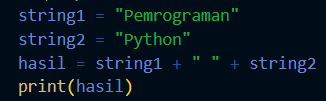 string1 = "Pemrograman"
string2 = "Python"
hasil = string1 + " " + string2
print(hasil)